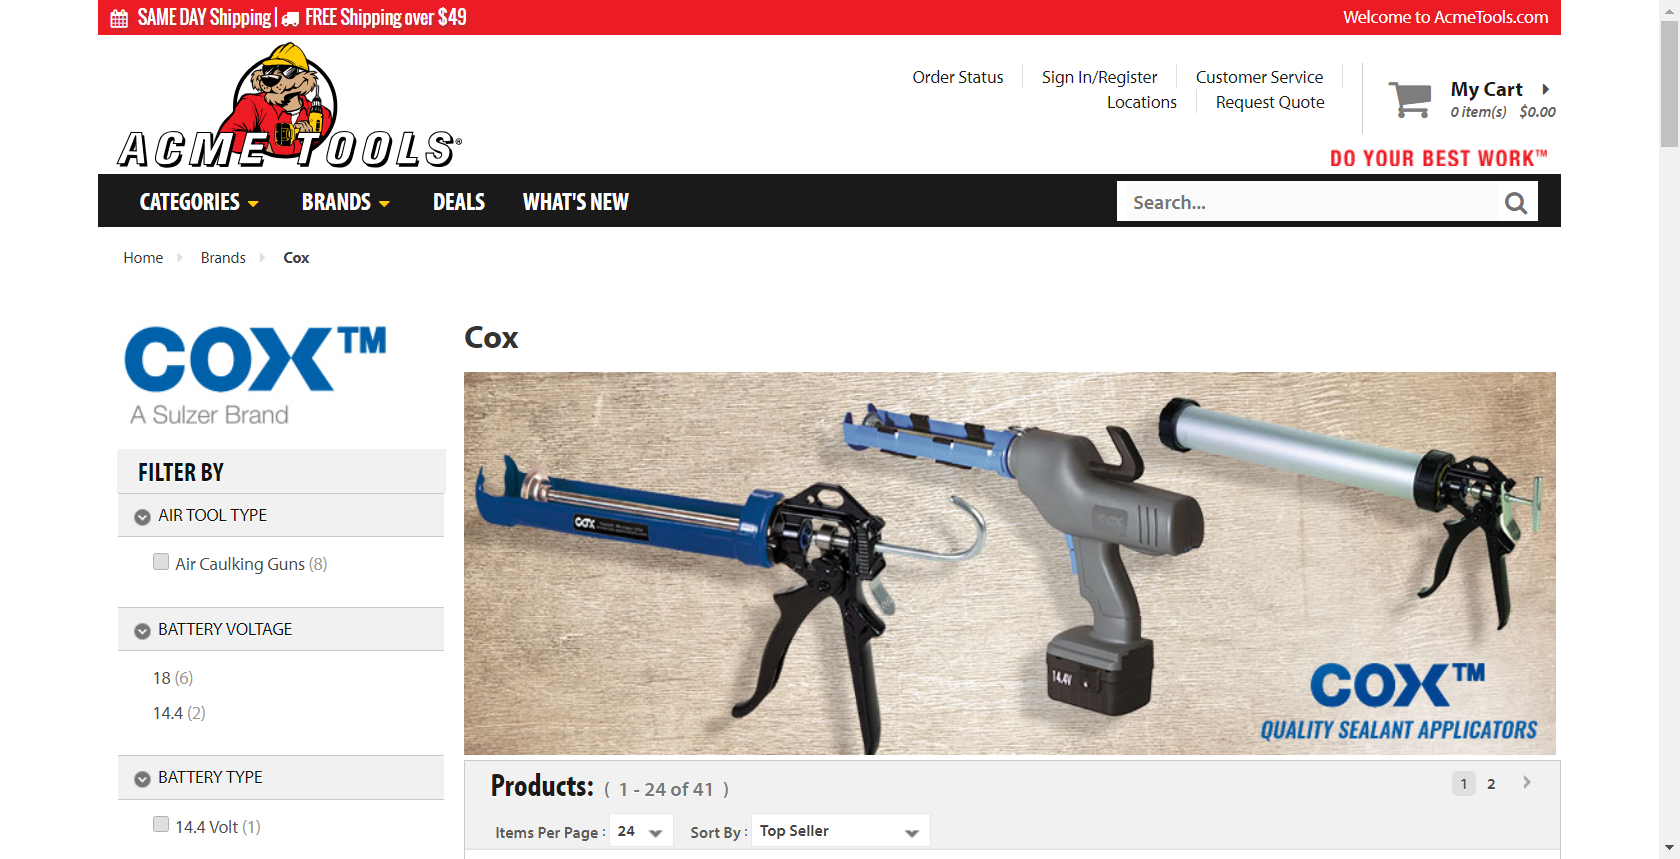 SAME DAY Shipping | FREE Shipping over $49
Welcome to AcmeTools.com
ACME TOOLS®
Order Status
Sign In/Register
Customer Service
Locations
Request Quote
My Cart
0 item(s) $0.00
DO YOUR BEST WORK™
CATEGORIES
BRANDS
DEALS
WHAT'S NEW
Search...
Home
Brands
Cox
COX™
A Sulzer Brand
FILTER BY
AIR TOOL TYPE
Air Caulking Guns (8)
BATTERY VOLTAGE
18 (6)
14.4 (2)
BATTERY TYPE
14.4 Volt (1)
Cox
COX
COX
14.4V
COX™
QUALITY SEALANT APPLICATORS
Products: ( 1 - 24 of 41 )
1 2
Items Per Page : 24 Sort By : Top Seller